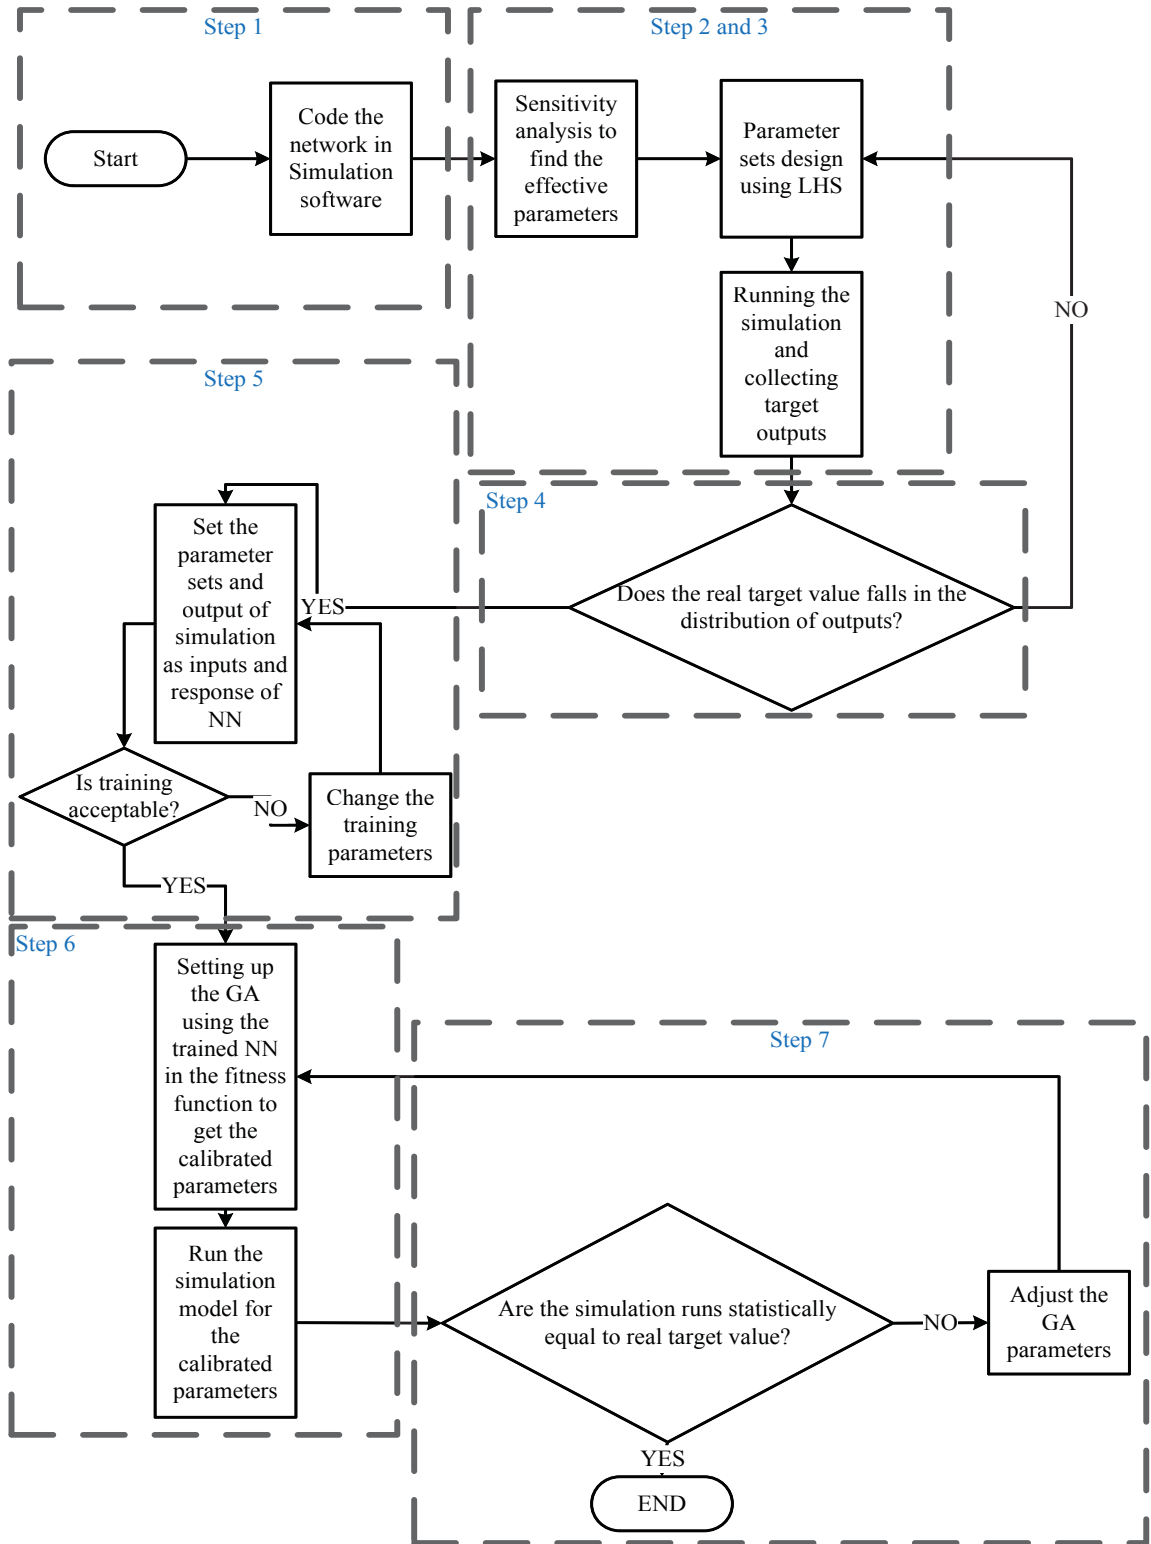 Step 1
Start
Code the
network in
Simulation
software
Step 2 and 3
Sensitivity
analysis to
find the
effective
parameters
Parameter
sets design
using LHS
Running the
simulation
and
collecting
target
outputs
NO
Step 4
Does the real target value falls in the
distribution of outputs?
YES
Step 5
Set the
parameter
sets and
output of
simulation
as inputs and
response of
NN
Is training
acceptable?
NO
Change the
training
parameters
YES
Step 6
Setting up
the GA
using the
trained NN
in the fitness
function to
get the
calibrated
parameters
Run the
simulation
model for
the
calibrated
parameters
Step 7
Are the simulation runs statistically
equal to real target value?
NO
Adjust the
GA
parameters
YES
END